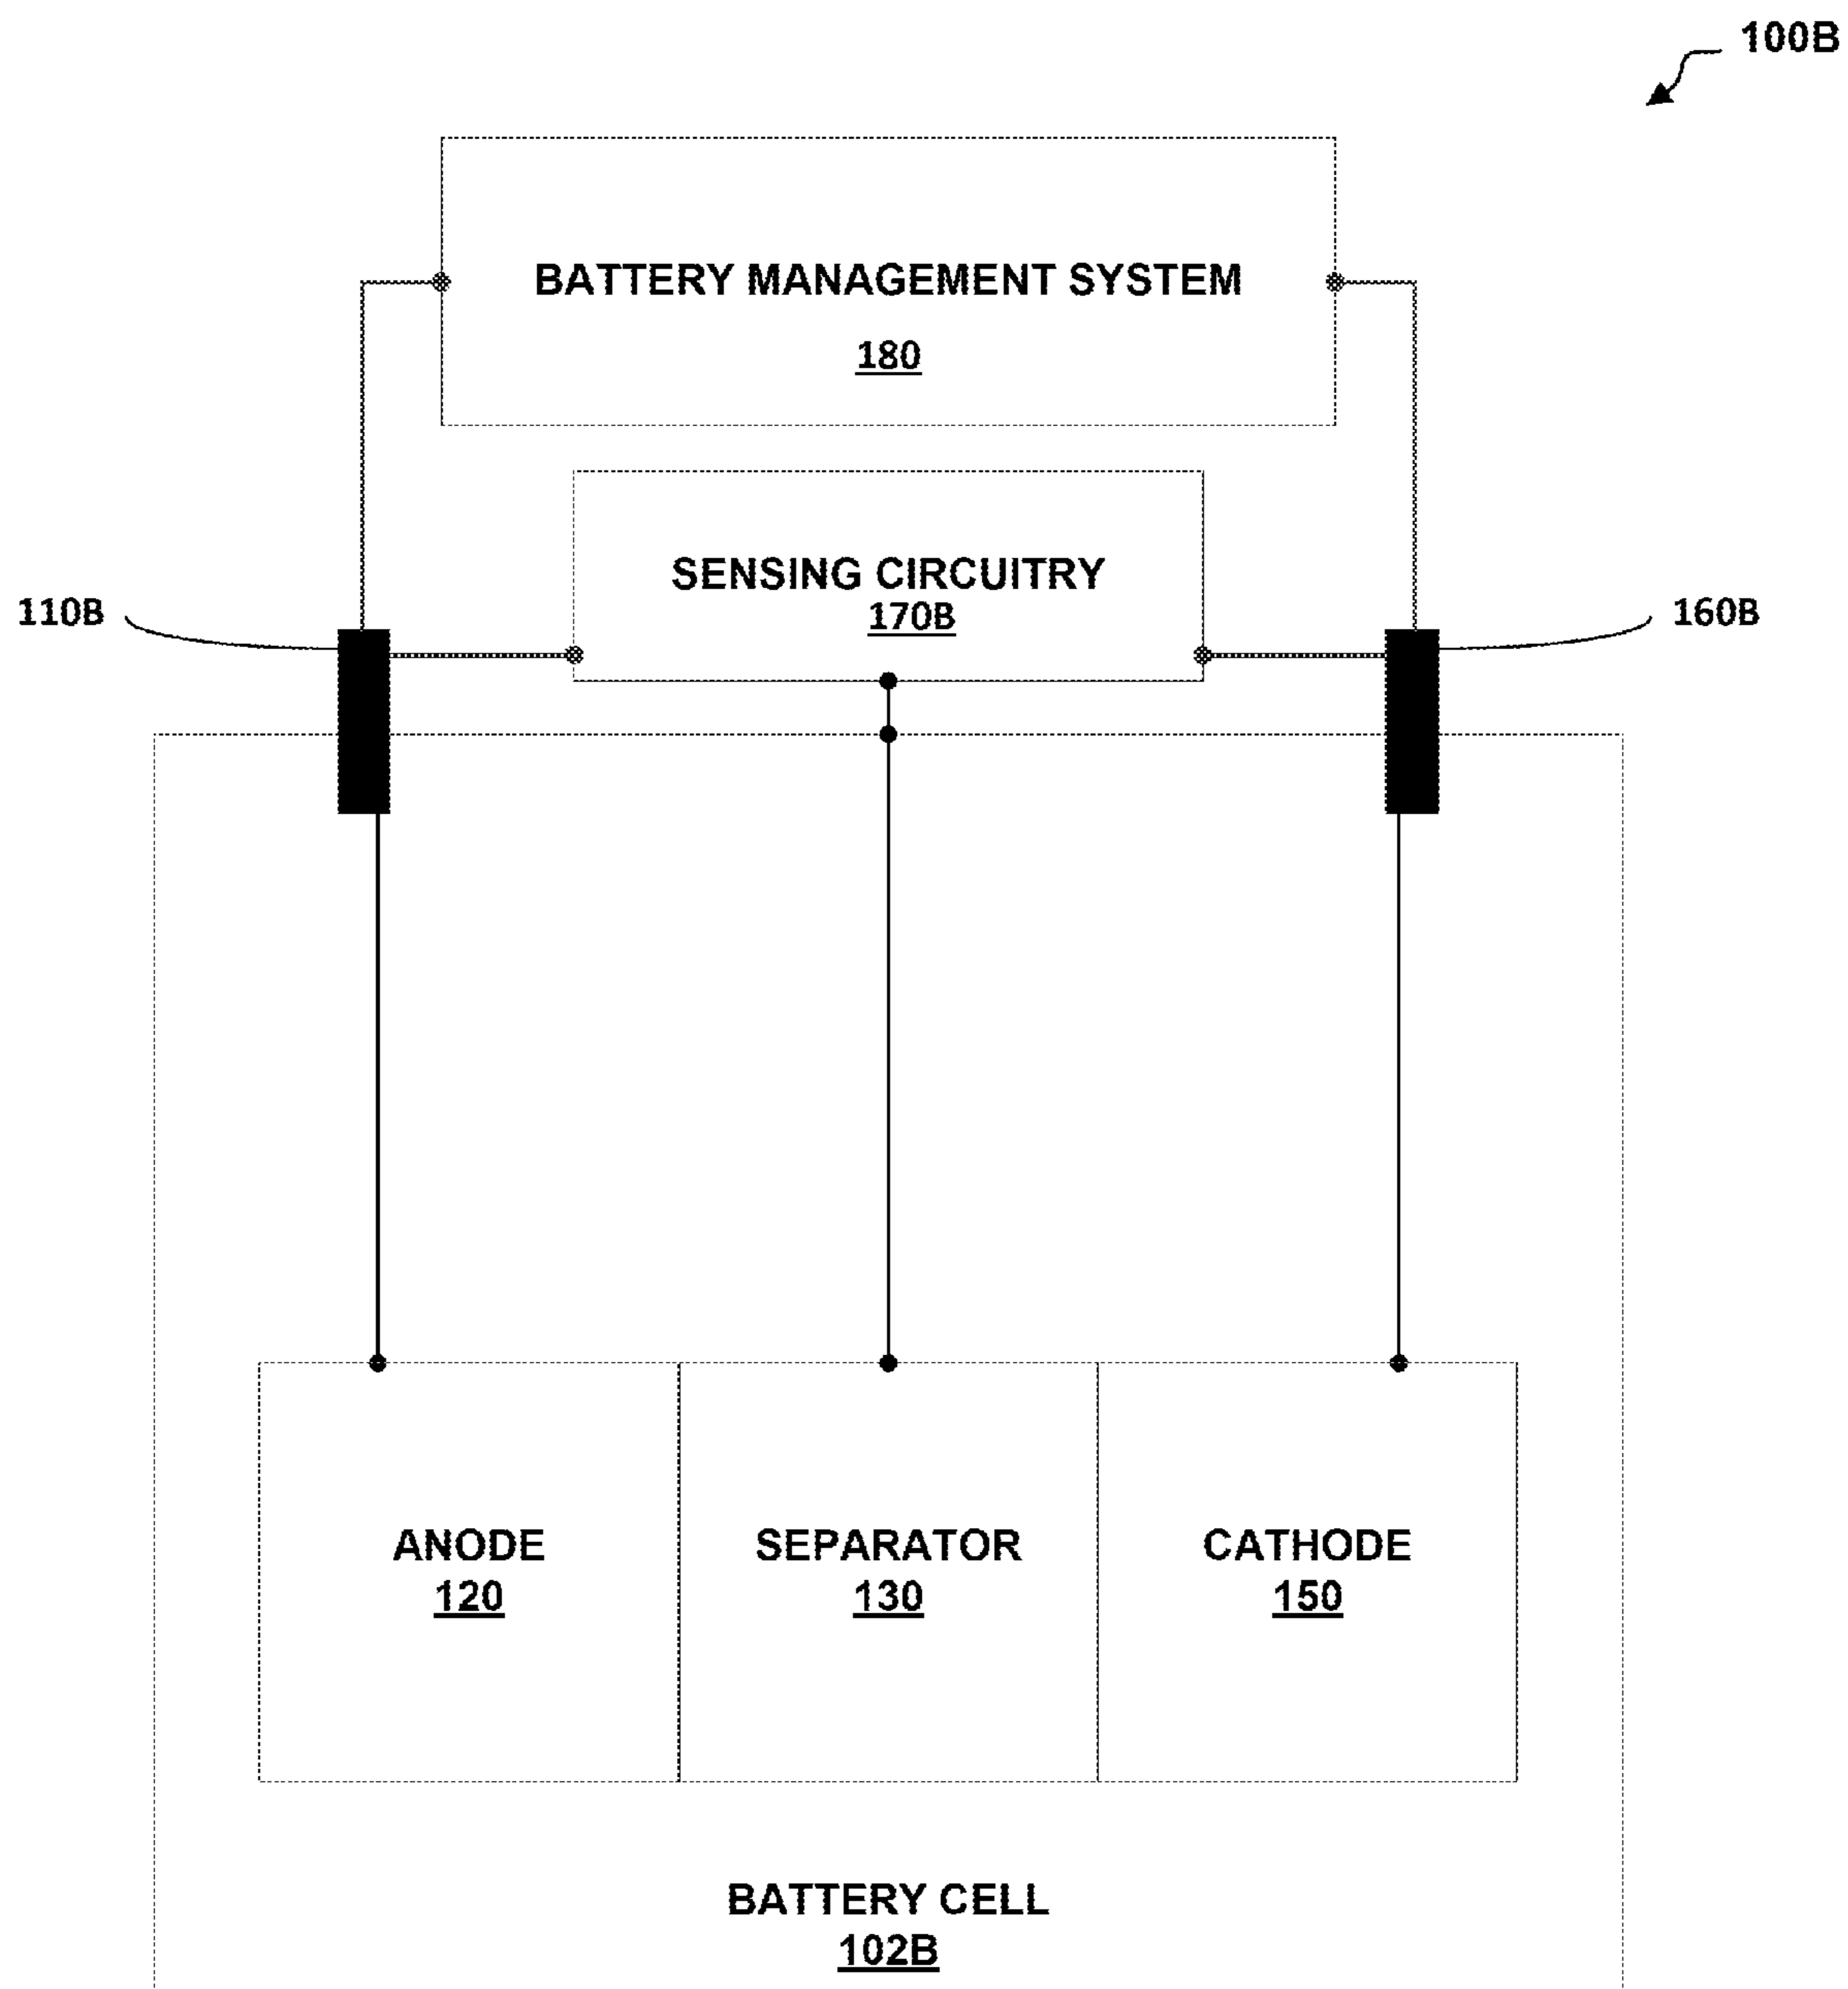 100B
BATTERY MANAGEMENT SYSTEM
180
SENSING CIRCUITRY
170B
110B
160B
ANODE
120
SEPARATOR
130
CATHODE
150
BATTERY CELL
102B